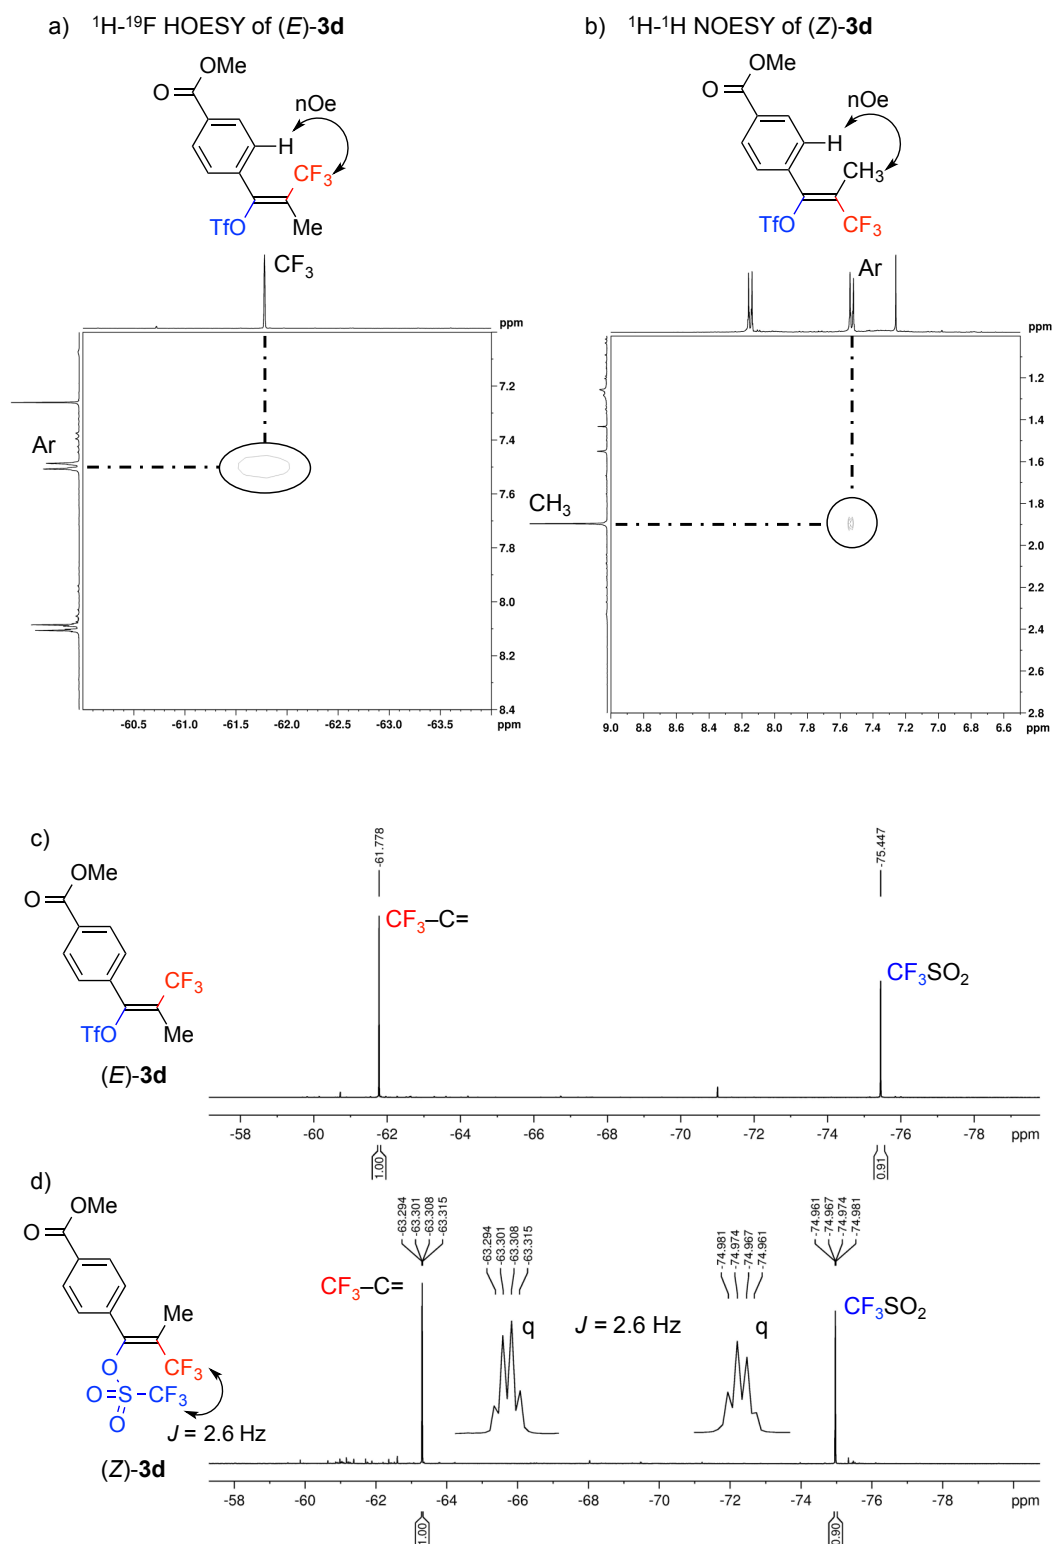 a) ¹H-¹⁹F HOESY of (E)-3d
b) ¹H-¹H NOESY of (Z)-3d
OMe
O
nOe
H
CF₃
TfO
Me
OMe
O
nOe
H
CH₃
TfO
CF₃
CF₃
ppm
7.2
7.4
7.6
7.8
8.0
8.2
8.4
Ar
-60.5 -61.0 -61.5 -62.0 -62.5 -63.0 -63.5 ppm
Ar
ppm
1.2
1.4
1.6
1.8
2.0
2.2
2.4
2.6
2.8
CH₃
9.0 8.8 8.6 8.4 8.2 8.0 7.8 7.6 7.4 7.2 7.0 6.8 6.6 ppm
c)
OMe
O
CF₃
TfO
Me
(E)-3d
-61.778
-75.447
CF₃–C=
CF₃SO₂
-58 -60 -62 -64 -66 -68 -70 -72 -74 -76 -78 ppm
1.00
0.91
d)
OMe
O
Me
O
CF₃
O=S–CF₃
O
J = 2.6 Hz
(Z)-3d
-63.294
-63.301
-63.308
-63.315
-63.294
-63.301
-63.308
-63.315
-74.981
-74.974
-74.967
-74.961
-74.961
-74.967
-74.974
-74.981
CF₃–C=
q
J = 2.6 Hz
q
CF₃SO₂
-58 -60 -62 -64 -66 -68 -70 -72 -74 -76 -78 ppm
1.00
0.90